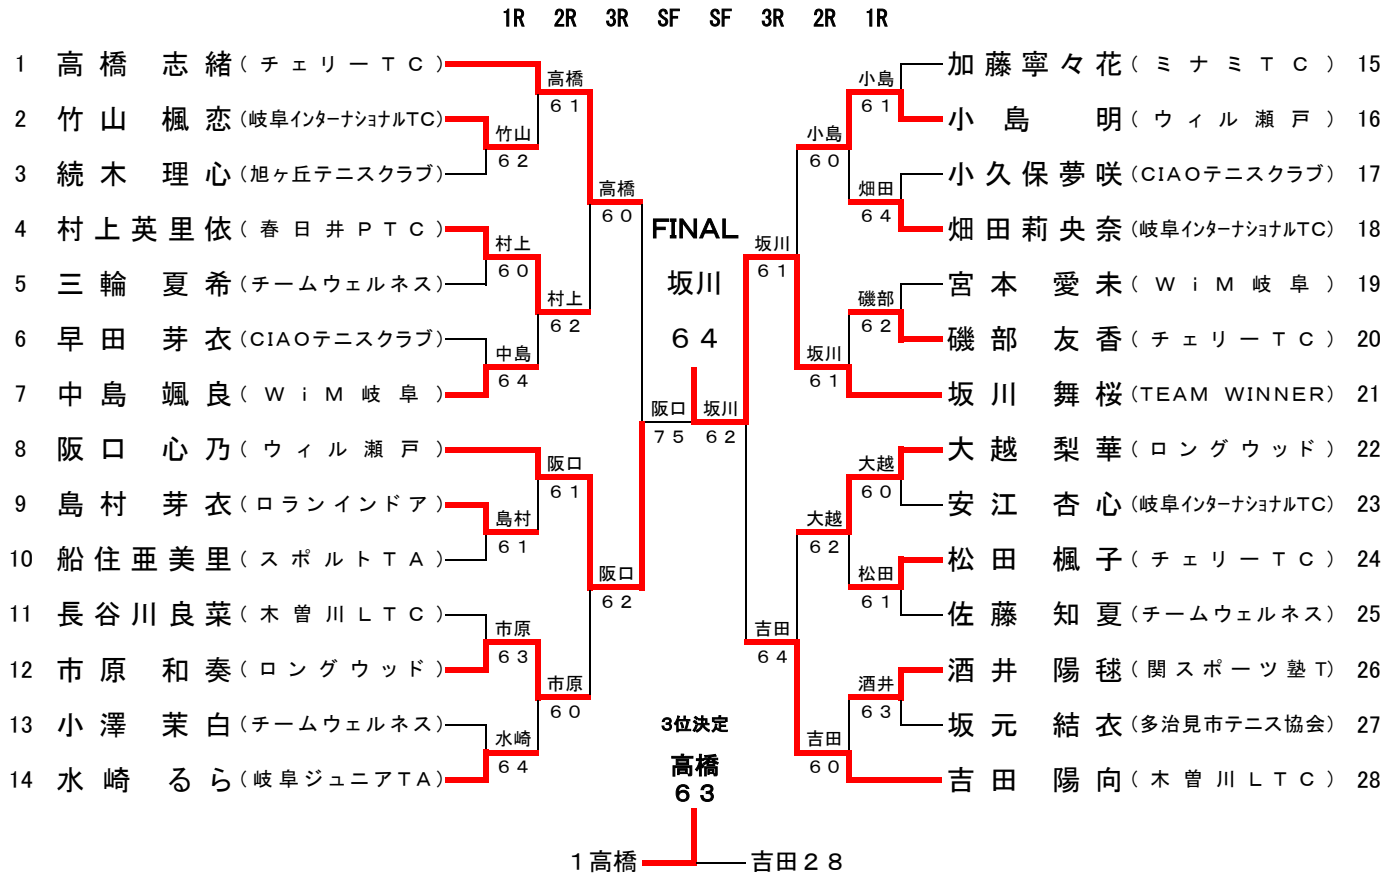 1R 2R 3R SF SF 3R 2R 1R
1 高橋 志緒 (チェリーTC)
2 竹山 楓恋 (岐阜インターナショナルTC)
3 続木 理心 (旭ヶ丘テニスクラブ)
4 村上英里依 (春日井PTC)
5 三輪 夏希 (チームウェルネス)
6 早田 芽衣 (CIAOテニスクラブ)
7 中島 颯良 (WiM岐阜)
8 阪口 心乃 (ウィル瀬戸)
9 島村 芽衣 (ロランインドア)
10 船住亜美里 (スポルトTA)
11 長谷川良菜 (木曽川LTC)
12 市原 和奏 (ロングウッド)
13 小澤 茉白 (チームウェルネス)
14 水崎 るら (岐阜ジュニアTA)
竹山
62
村上
60
中島
64
島村
61
市原
63
水崎
64
高橋
61
村上
62
阪口
61
市原
60
高橋
60
阪口
62
阪口
75
FINAL
坂川
64
坂川
62
坂川
61
吉田
64
小島
60
坂川
61
大越
62
吉田
60
小島
61
畑田
64
磯部
62
大越
60
松田
61
酒井
63
加藤寧々花 (ミナミTC) 15
小島 明 (ウィル瀬戸) 16
小久保夢咲 (CIAOテニスクラブ) 17
畑田莉央奈 (岐阜インターナショナルTC) 18
宮本 愛未 (WiM岐阜) 19
磯部 友香 (チェリーTC) 20
坂川 舞桜 (TEAM WINNER) 21
大越 梨華 (ロングウッド) 22
安江 杏心 (岐阜インターナショナルTC) 23
松田 楓子 (チェリーTC) 24
佐藤 知夏 (チームウェルネス) 25
酒井 陽毬 (関スポーツ塾T) 26
坂元 結衣 (多治見市テニス協会) 27
吉田 陽向 (木曽川LTC) 28
3位決定
高橋
63
1高橋 吉田28